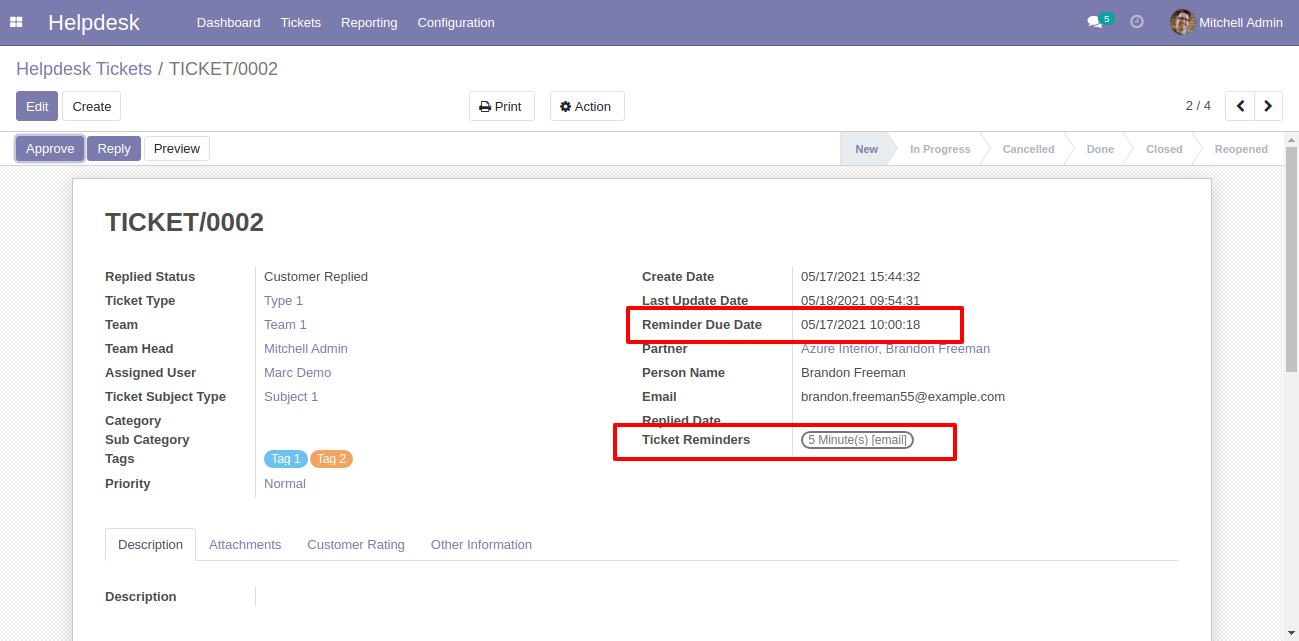 Helpdesk Dashboard Tickets Reporting Configuration 5 Mitchell Admin
Helpdesk Tickets / TICKET/0002
Edit Create Print Action 2 / 4
Approve Reply Preview New In Progress Cancelled Done Closed Reopened
TICKET/0002
Replied Status Customer Replied
Ticket Type Type 1
Team Team 1
Team Head Mitchell Admin
Assigned User Marc Demo
Ticket Subject Type Subject 1
Category
Sub Category
Tags Tag 1 Tag 2
Priority Normal
Create Date 05/17/2021 15:44:32
Last Update Date 05/18/2021 09:54:31
Reminder Due Date 05/17/2021 10:00:18
Partner Azure Interior, Brandon Freeman
Person Name Brandon Freeman
Email brandon.freeman55@example.com
Replied Date
Ticket Reminders 5 Minute(s) [email]
Description Attachments Customer Rating Other Information
Description